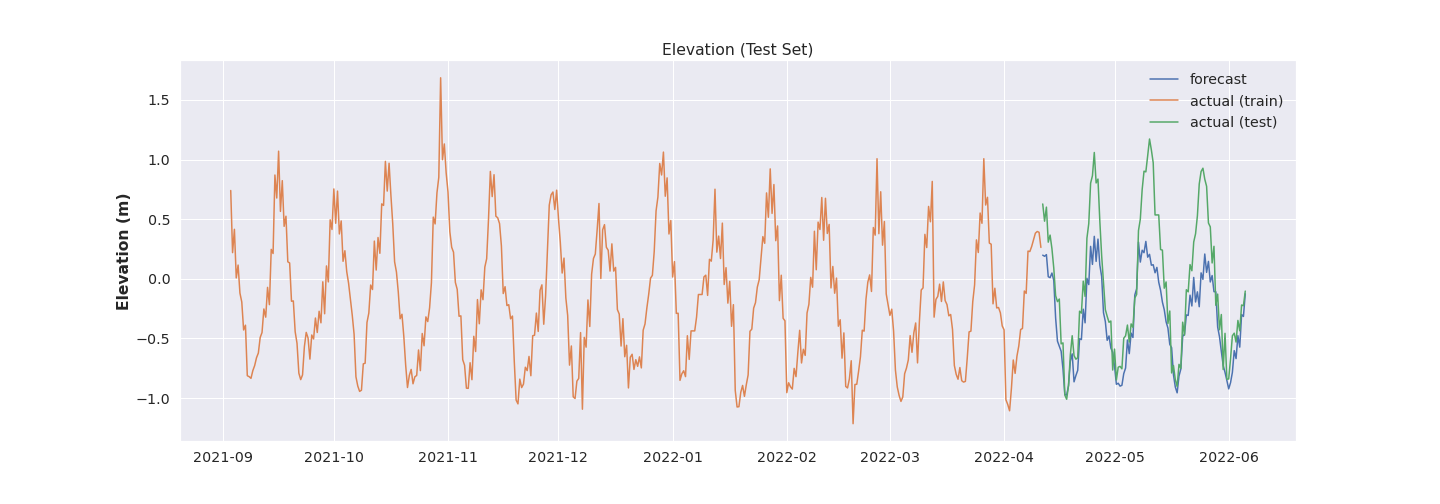 Elevation (Test Set)
Elevation (m)
1.5
1.0
0.5
0.0
−0.5
−1.0
forecast
actual (train)
actual (test)
2021-09 2021-10 2021-11 2021-12 2022-01 2022-02 2022-03 2022-04 2022-05 2022-06